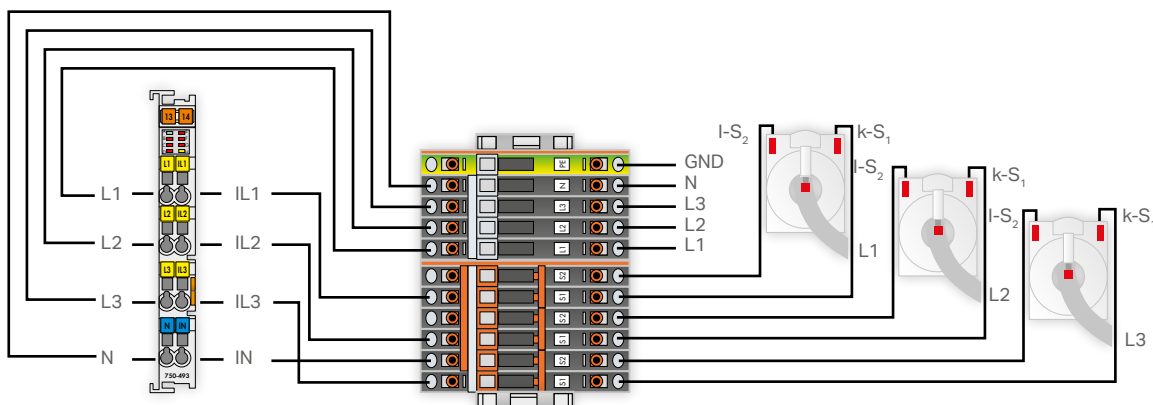 13 14
L1 IL1
L2 IL2
L3 IL3
N IN
750-493
L1
L2
L3
N
IL1
IL2
IL3
IN
PE
N
L3
L2
L1
S2
S1
S2
S1
S2
S1
GND
N
L3
L2
L1
l-S2
k-S1
L1
l-S2
k-S1
L2
l-S2
k-S
L3